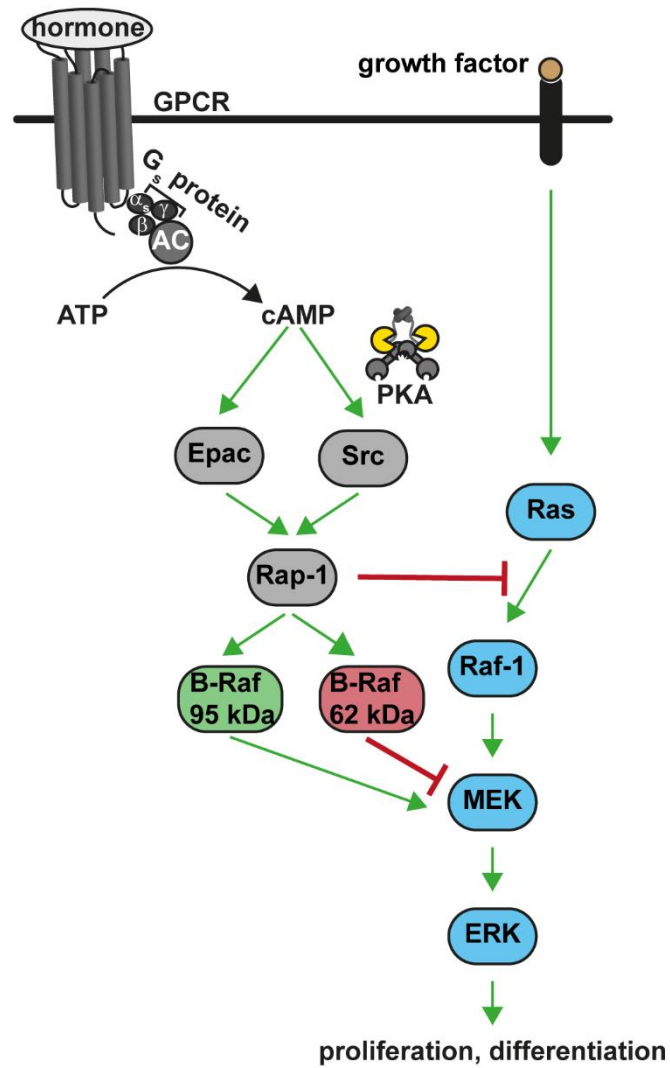 hormone
growth factor
GPCR
Gs protein
αs
γ
β
AC
ATP
cAMP
PKA
Epac
Src
Ras
Rap-1
B-Raf
95 kDa
B-Raf
62 kDa
Raf-1
MEK
ERK
proliferation, differentiation